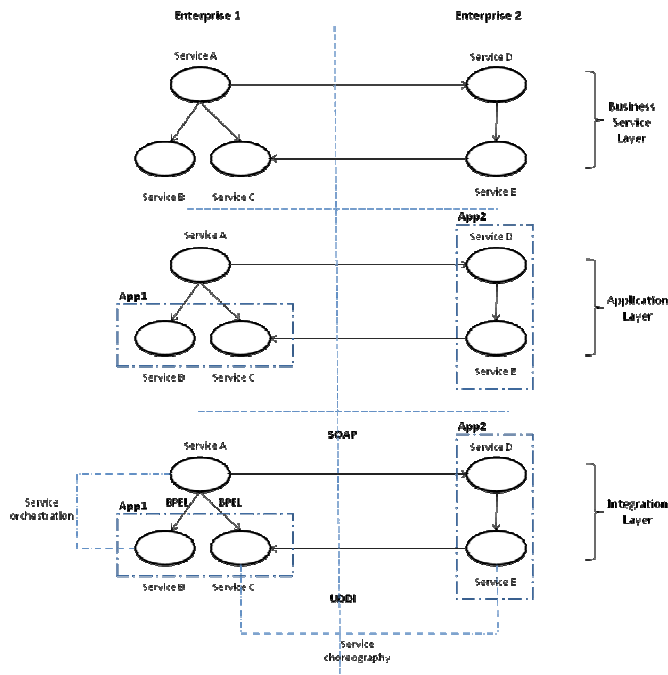 Enterprise 1
Enterprise 2
Service A
Service D
Business
Service
Layer
Service B
Service C
Service E
App2
Service A
Service D
App1
Application
Layer
Service B
Service C
Service E
SOAP
App2
Service A
Service D
Service
orchestration
App1
BPEL
BPEL
Integration
Layer
Service B
Service C
Service E
UDDI
Service
choreography